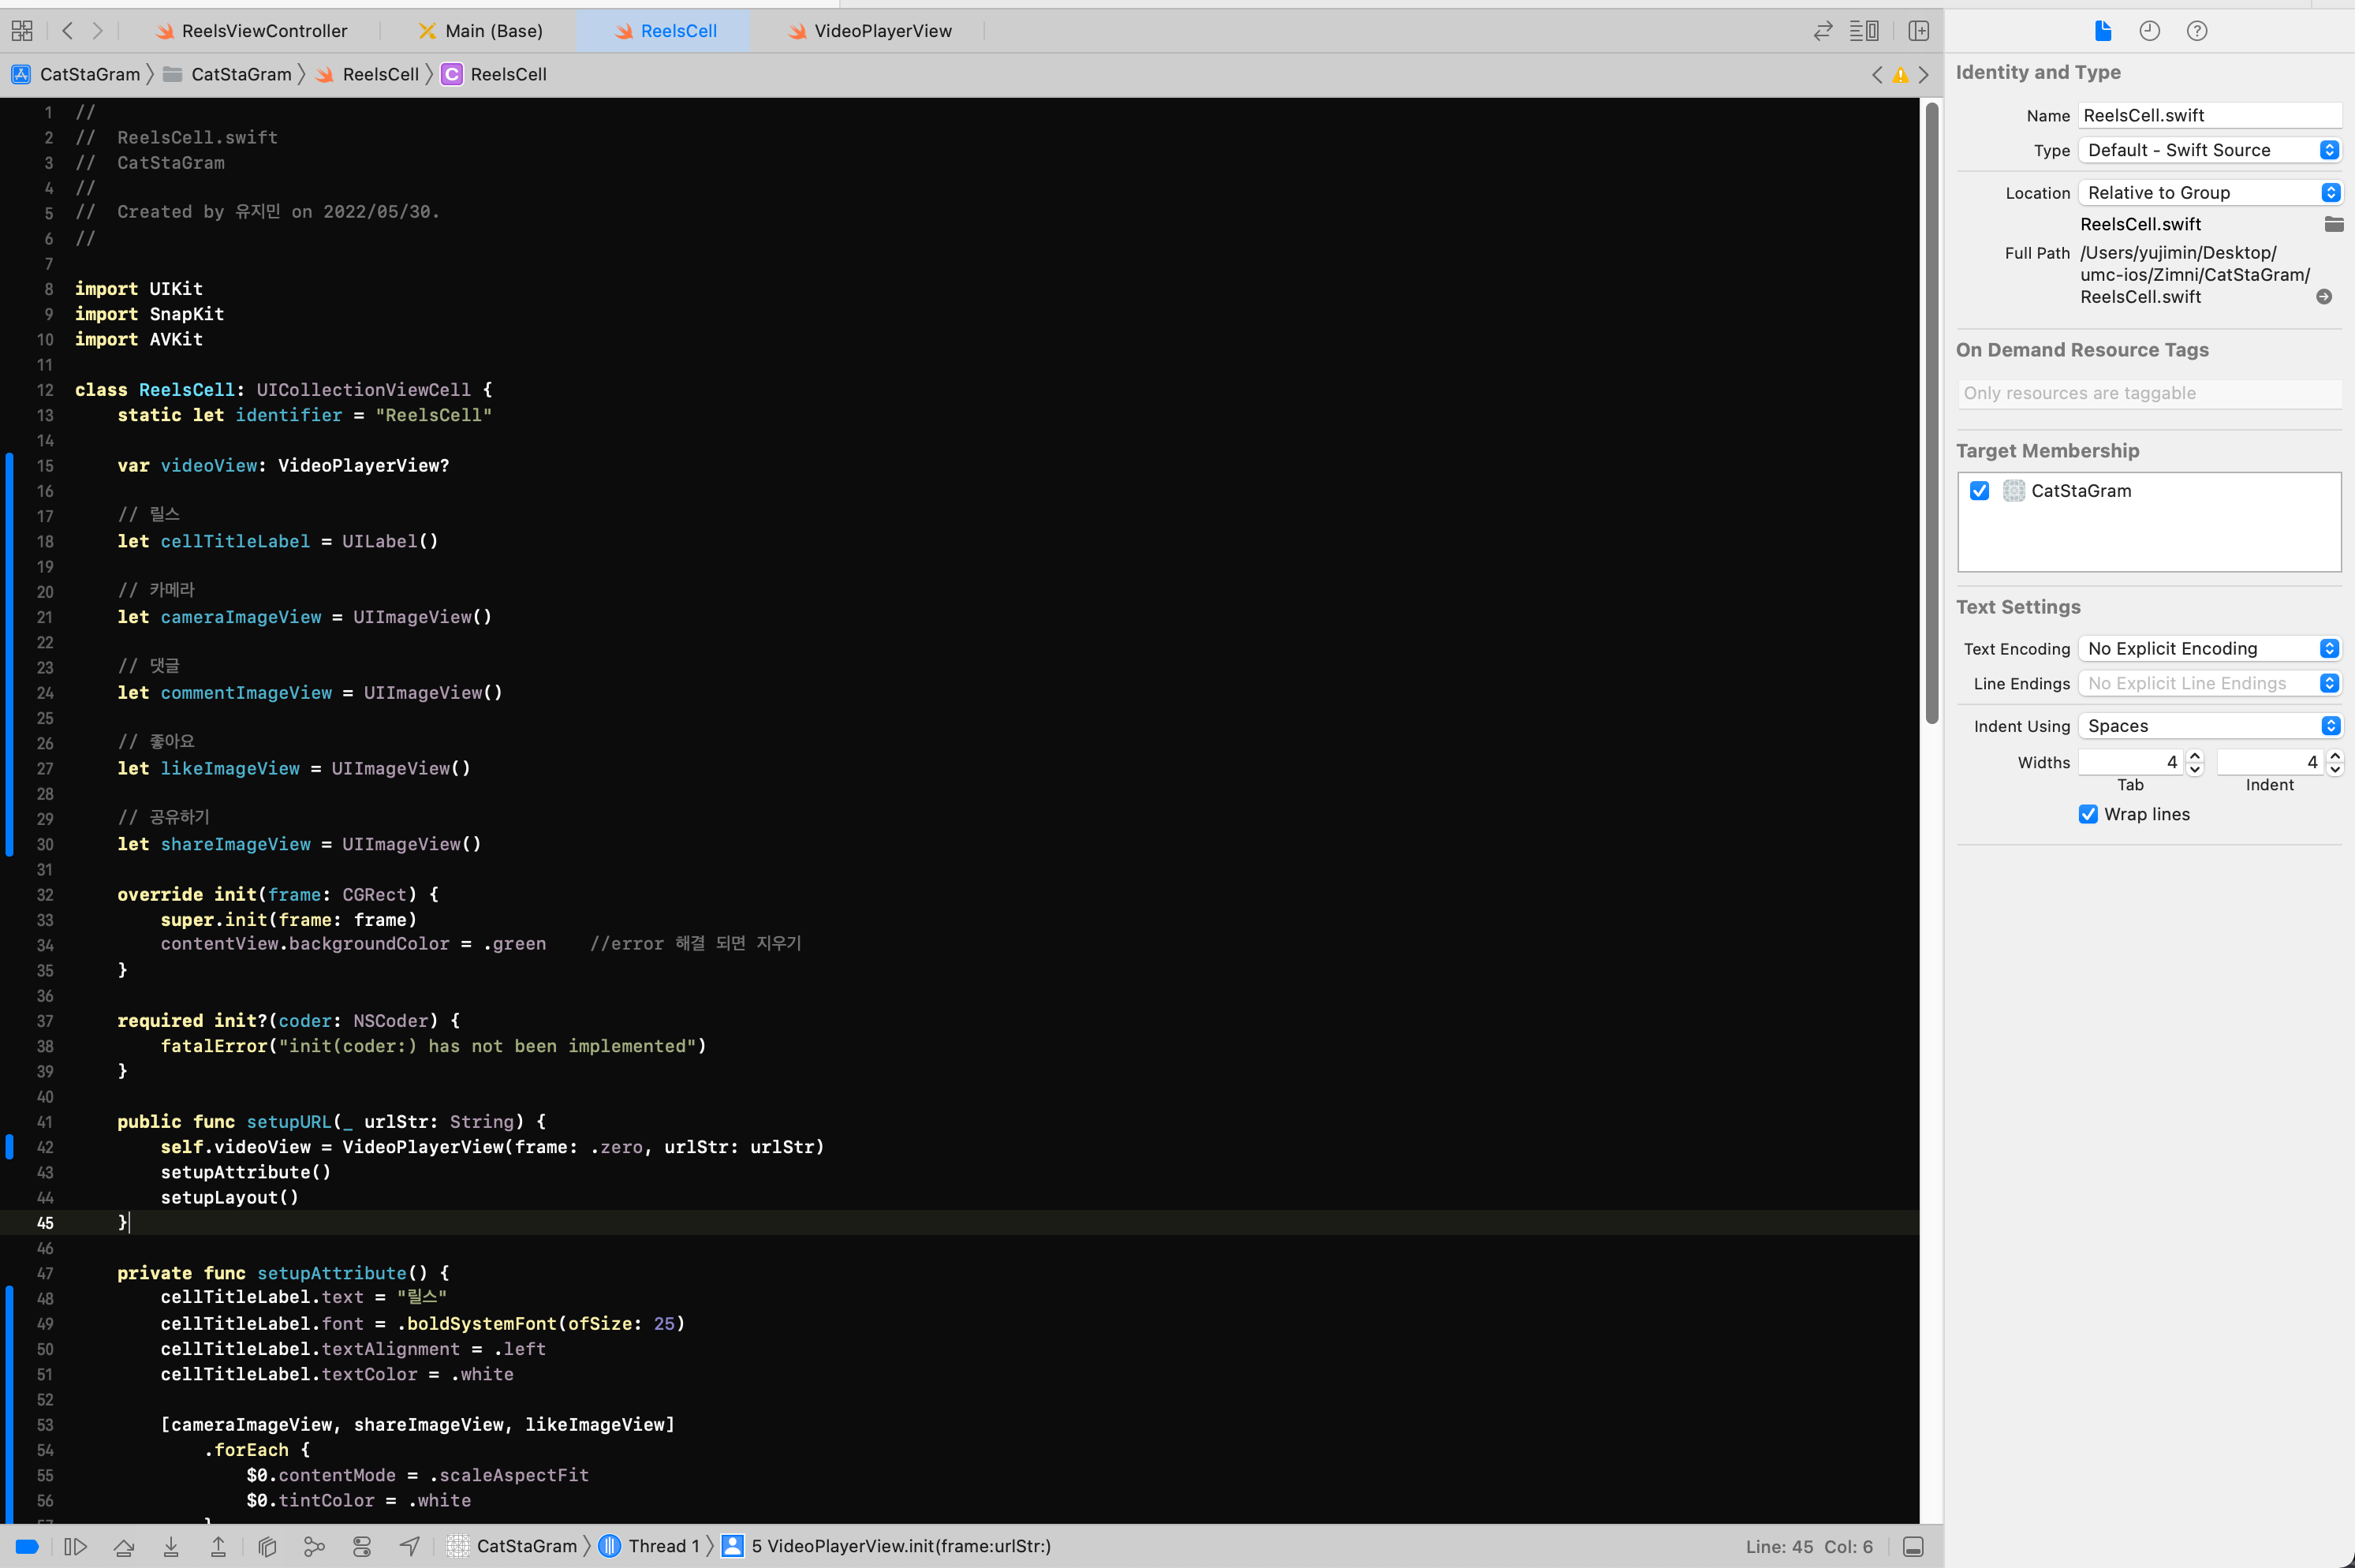 ReelsViewController Main (Base) ReelsCell VideoPlayerView
CatStaGram CatStaGram ReelsCell C ReelsCell
1 //
2 //  ReelsCell.swift
3 //  CatStaGram
4 //
5 //  Created by 유지민 on 2022/05/30.
6 //
7
8 import UIKit
9 import SnapKit
10 import AVKit
11
12 class ReelsCell: UICollectionViewCell {
13     static let identifier = "ReelsCell"
14
15     var videoView: VideoPlayerView?
16
17     // 릴스
18     let cellTitleLabel = UILabel()
19
20     // 카메라
21     let cameraImageView = UIImageView()
22
23     // 댓글
24     let commentImageView = UIImageView()
25
26     // 좋아요
27     let likeImageView = UIImageView()
28
29     // 공유하기
30     let shareImageView = UIImageView()
31
32     override init(frame: CGRect) {
33         super.init(frame: frame)
34         contentView.backgroundColor = .green    //error 해결 되면 지우기
35     }
36
37     required init?(coder: NSCoder) {
38         fatalError("init(coder:) has not been implemented")
39     }
40
41     public func setupURL(_ urlStr: String) {
42         self.videoView = VideoPlayerView(frame: .zero, urlStr: urlStr)
43         setupAttribute()
44         setupLayout()
45     }
46
47     private func setupAttribute() {
48         cellTitleLabel.text = "릴스"
49         cellTitleLabel.font = .boldSystemFont(ofSize: 25)
50         cellTitleLabel.textAlignment = .left
51         cellTitleLabel.textColor = .white
52
53         [cameraImageView, shareImageView, likeImageView]
54             .forEach {
55                 $0.contentMode = .scaleAspectFit
56                 $0.tintColor = .white
CatStaGram Thread 1 5 VideoPlayerView.init(frame:urlStr:)
Line: 45 Col: 6
Identity and Type
Name ReelsCell.swift
Type Default - Swift Source
Location Relative to Group
ReelsCell.swift
Full Path /Users/yujimin/Desktop/
umc-ios/Zimni/CatStaGram/
ReelsCell.swift
On Demand Resource Tags
Only resources are taggable
Target Membership
CatStaGram
Text Settings
Text Encoding No Explicit Encoding
Line Endings No Explicit Line Endings
Indent Using Spaces
Widths 4 4
Tab Indent
Wrap lines